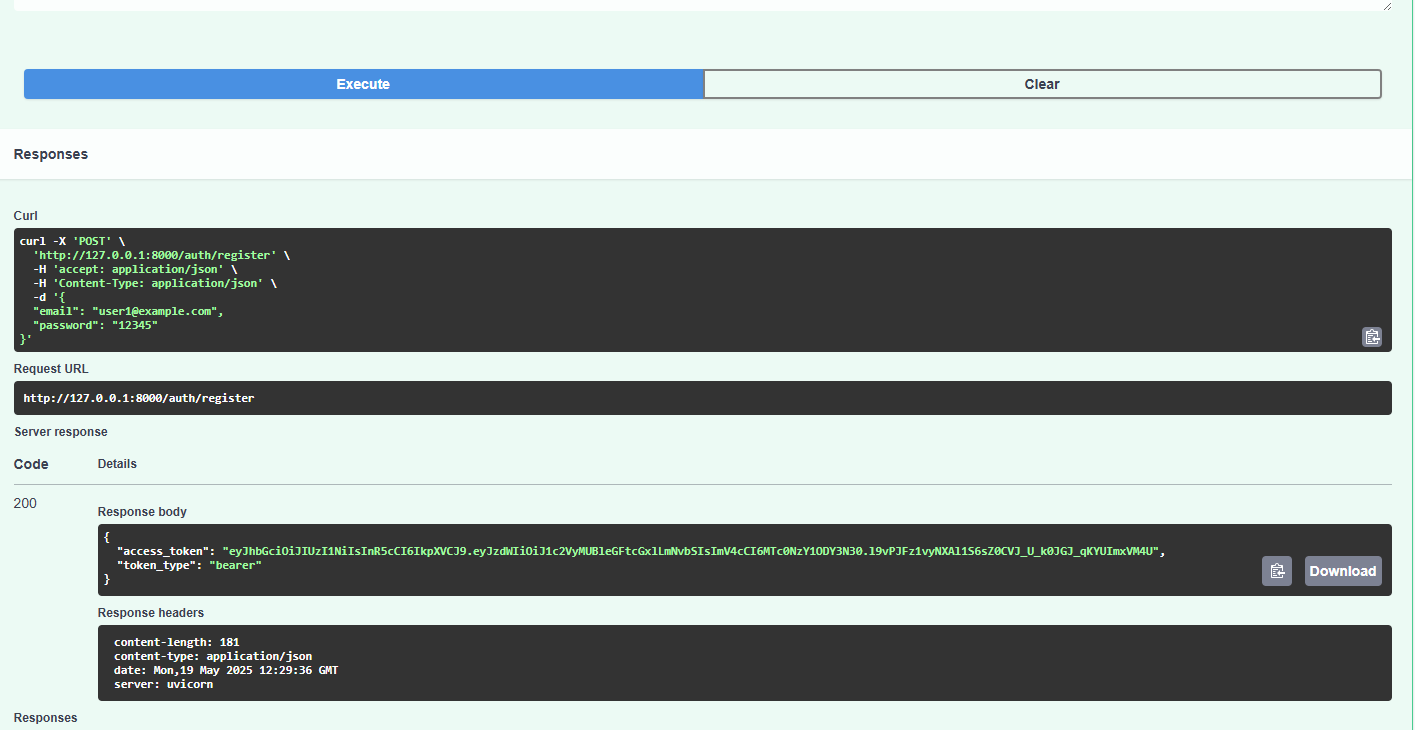 Execute
Clear
Responses
Curl
curl -X 'POST' \
  'http://127.0.0.1:8000/auth/register' \
  -H 'accept: application/json' \
  -H 'Content-Type: application/json' \
  -d '{
  "email": "user1@example.com",
  "password": "12345"
}'
Request URL
http://127.0.0.1:8000/auth/register
Server response
Code Details
200
Response body
{
  "access_token": "eyJhbGciOiJIUzI1NiIsInR5cCI6IkpXVCJ9.eyJzdWIiOiJ1c2VyMUBleGFtcGxlLmNvbSIsImV4cCI6MTc0NzY1ODY3N30.l9vPJFz1vyNXAl1S6sZ0CVJ_U_k0JGJ_qKYUImxVM4U",
  "token_type": "bearer"
}
Download
Response headers
content-length: 181
content-type: application/json
date: Mon,19 May 2025 12:29:36 GMT
server: uvicorn
Responses